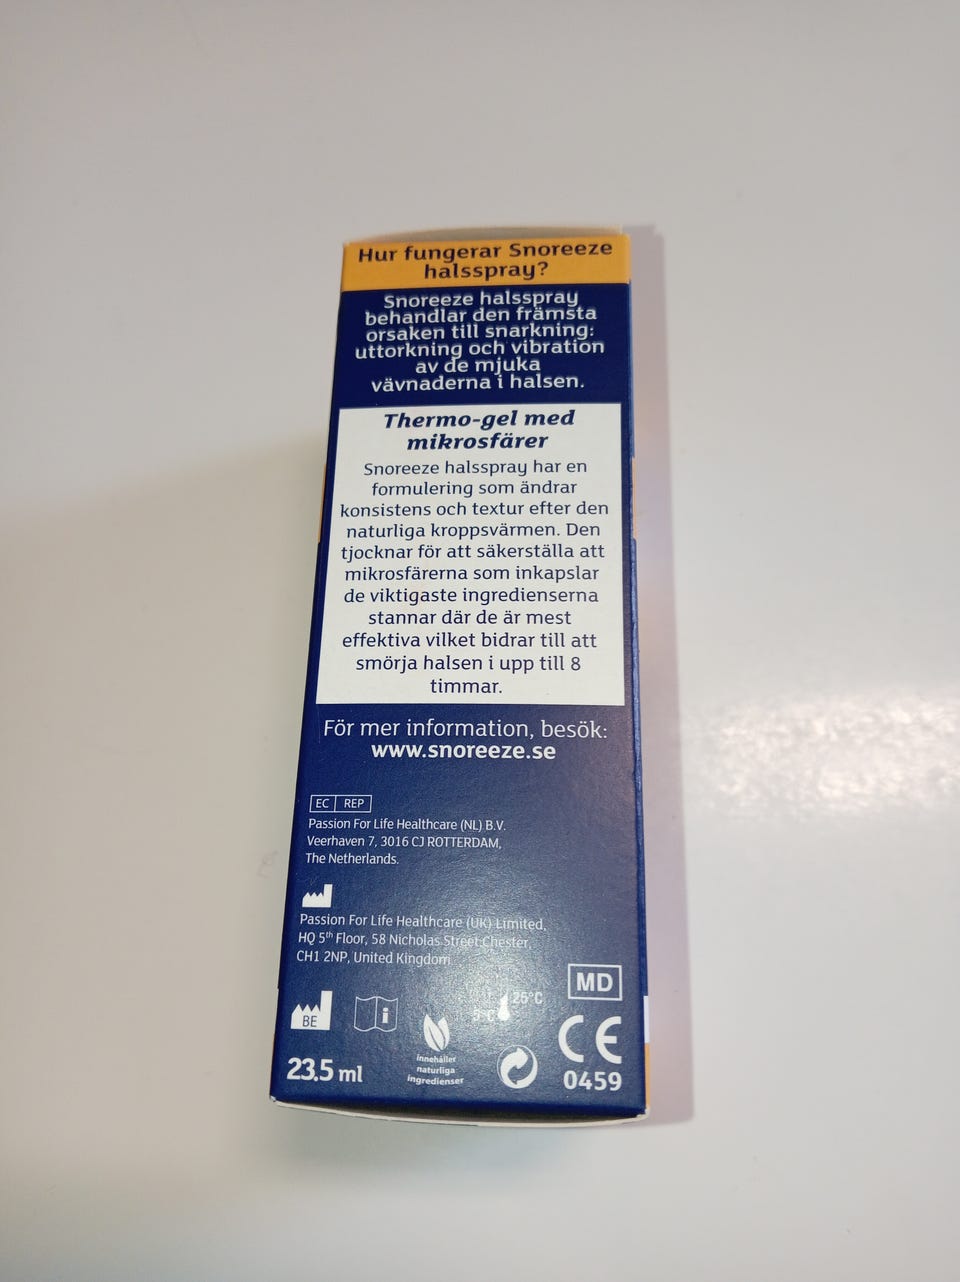 Hur fungerar Snoreeze
halsspray?
Snoreeze halsspray
behandlar den främsta
orsaken till snarkning:
uttorkning och vibration
av de mjuka
vävnaderna i halsen.
Thermo-gel med
mikrosfärer
Snoreeze halsspray har en
formulering som ändrar
konsistens och textur efter den
naturliga kroppsvärmen. Den
tjocknar för att säkerställa att
mikrosfärerna som inkapslar
de viktigaste ingredienserna
stannar där de är mest
effektiva vilket bidrar till att
smörja halsen i upp till 8
timmar.
För mer information, besök:
www.snoreeze.se
EC REP
Passion For Life Healthcare (NL) B.V.
Veerhaven 7, 3016 CJ ROTTERDAM,
The Netherlands.
Passion For Life Healthcare (UK) Limited,
HQ 5th Floor, 58 Nicholas Street Chester,
CH1 2NP, United Kingdom
MD
BE
i
25°C
5°C
innehåller
naturliga
ingredienser
CE
0459
23.5 ml